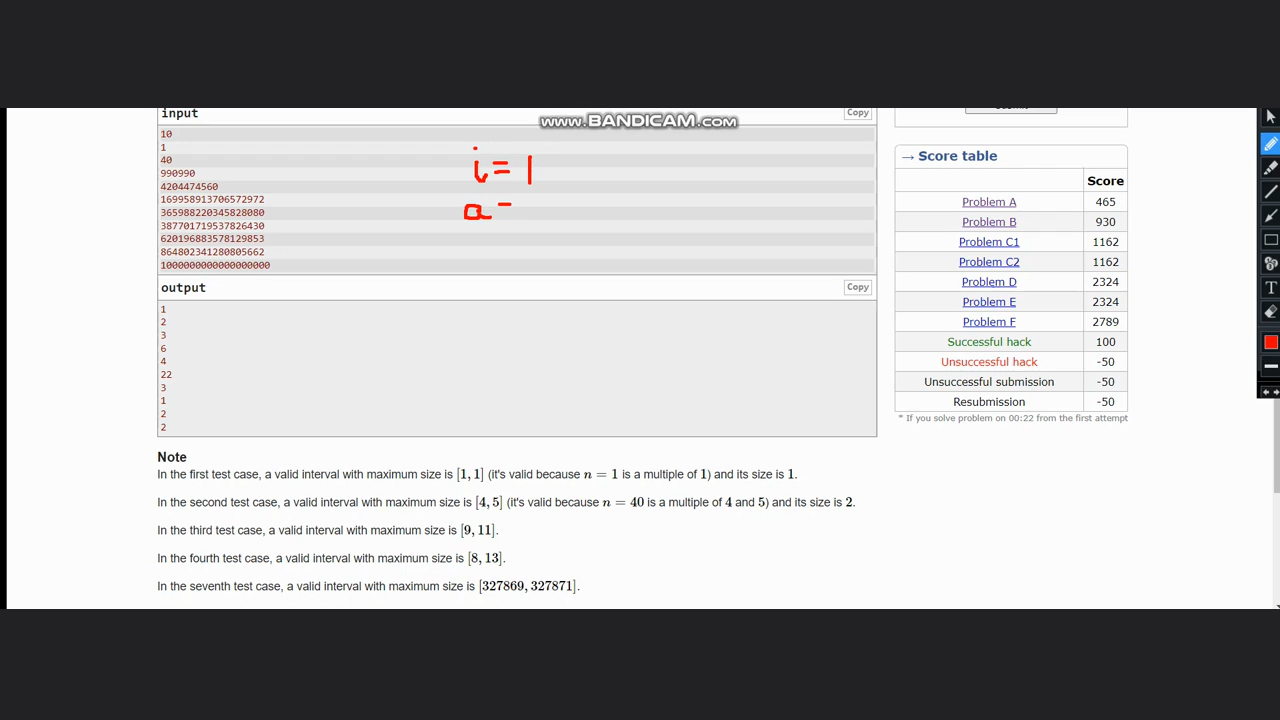 www.BANDICAM.com
input
Copy
10
1
40
990990
4204474560
169958913706572972
365988220345828080
387701719537826430
620196883578129853
864802341280805662
1000000000000000000
i = 1
a =
output
Copy
1
2
3
6
4
22
3
1
2
2
→ Score table
Score
Problem A 465
Problem B 930
Problem C1 1162
Problem C2 1162
Problem D 2324
Problem E 2324
Problem F 2789
Successful hack 100
Unsuccessful hack -50
Unsuccessful submission -50
Resubmission -50
* If you solve problem on 00:22 from the first attempt
Note
In the first test case, a valid interval with maximum size is [1, 1] (it's valid because n = 1 is a multiple of 1) and its size is 1.
In the second test case, a valid interval with maximum size is [4, 5] (it's valid because n = 40 is a multiple of 4 and 5) and its size is 2.
In the third test case, a valid interval with maximum size is [9, 11].
In the fourth test case, a valid interval with maximum size is [8, 13].
In the seventh test case, a valid interval with maximum size is [327869, 327871].
T